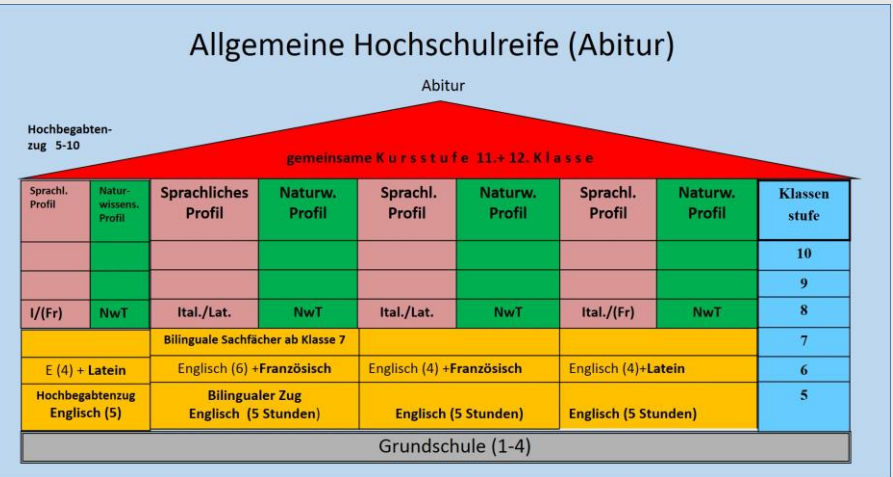 Allgemeine Hochschulreife (Abitur)
Abitur
Hochbegabten-
zug 5-10
gemeinsame K u r s s t u f e 11.+ 12. K l a s s e
Sprachl.
Profil
Natur-
wissens.
Profil
Sprachliches
Profil
Naturw.
Profil
Sprachl.
Profil
Naturw.
Profil
Sprachl.
Profil
Naturw.
Profil
Klassen
stufe
10
9
I/(Fr) NwT Ital./Lat. NwT Ital./Lat. NwT Ital./(Fr) NwT 8
Bilinguale Sachfächer ab Klasse 7 7
E (4) + Latein Englisch (6) +Französisch Englisch (4) +Französisch Englisch (4)+Latein 6
Hochbegabtenzug
Englisch (5)
Bilingualer Zug
Englisch (5 Stunden)
Englisch (5 Stunden)
Englisch (5 Stunden)
5
Grundschule (1-4)